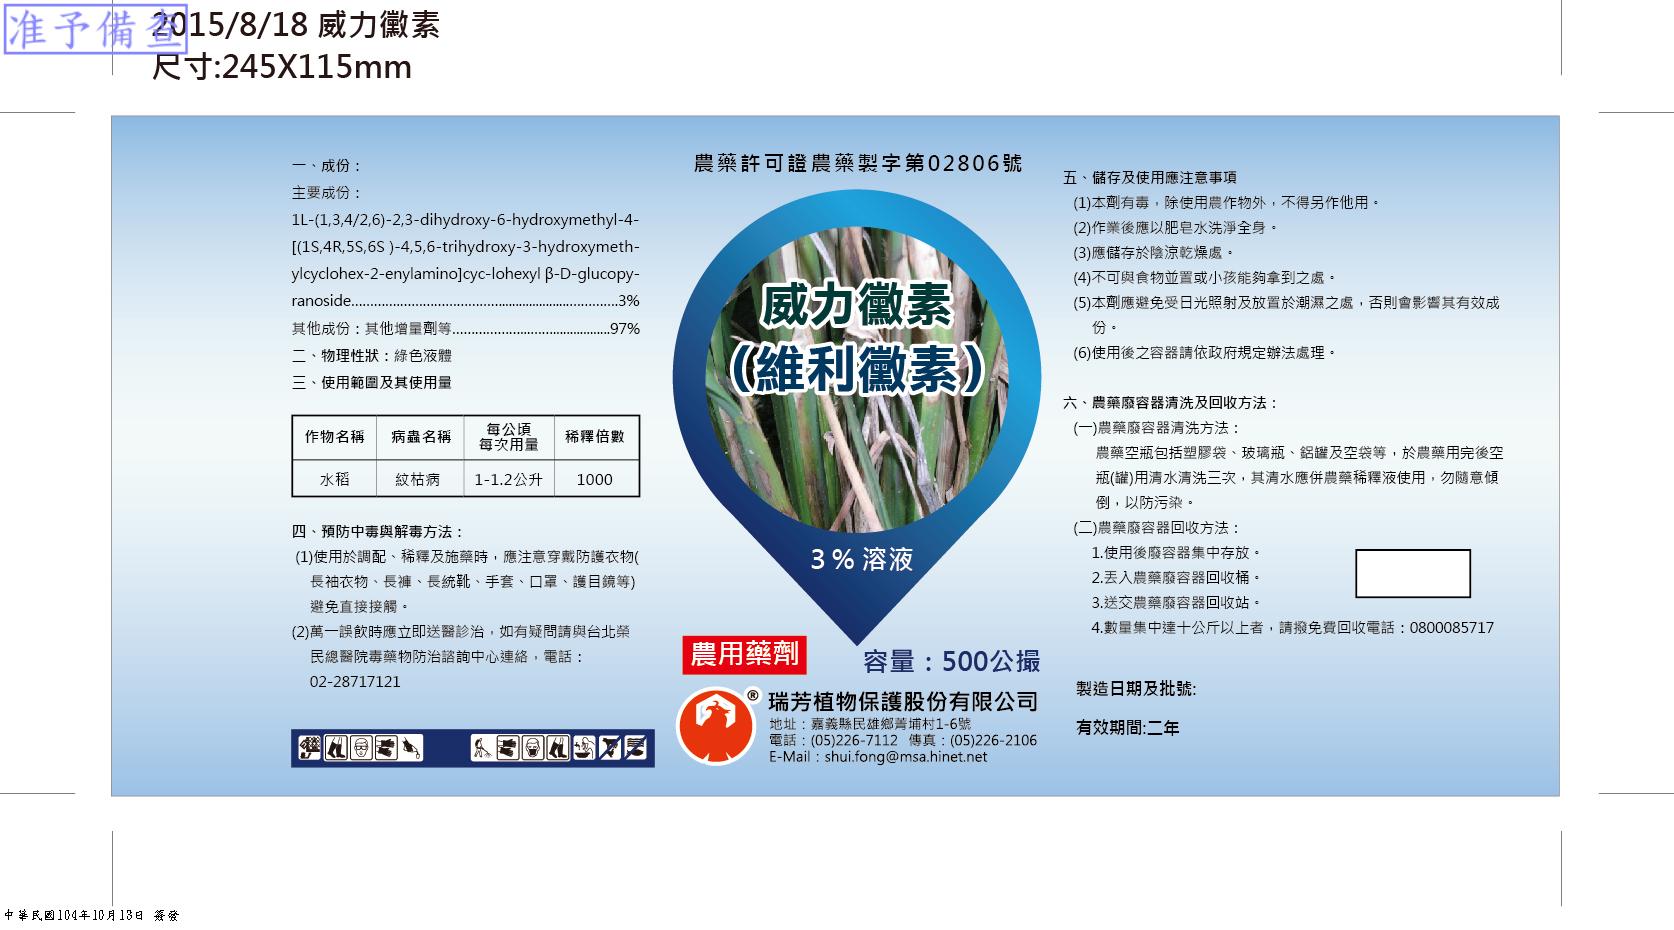 准予備查
2015/8/18 威力黴素
尺寸:245X115mm
一、成份：
主要成份：
1L-(1,3,4/2,6)-2,3-dihydroxy-6-hydroxymethyl-4-
[(1S,4R,5S,6S )-4,5,6-trihydroxy-3-hydroxymeth-
ylcyclohex-2-enylamino]cyc-lohexyl β-D-glucopy-
ranoside................................................................3%
其他成份：其他增量劑等............................................97%
二、物理性狀：綠色液體
三、使用範圍及其使用量
作物名稱 病蟲名稱 每公頃 每次用量 稀釋倍數
水稻 紋枯病 1-1.2公升 1000
四、預防中毒與解毒方法：
(1)使用於調配、稀釋及施藥時，應注意穿戴防護衣物(
長袖衣物、長褲、長統靴、手套、口罩、護目鏡等)
避免直接接觸。
(2)萬一誤飲時應立即送醫診治，如有疑問請與台北榮
民總醫院毒藥物防治諮詢中心連絡，電話：
02-28717121
農藥許可證農藥製字第02806號
威力黴素
（維利黴素）
3%溶液
農用藥劑
容量：500公撮
®
瑞芳植物保護股份有限公司
地址：嘉義縣民雄鄉菁埔村1-6號
電話：(05)226-7112 傳真：(05)226-2106
E-Mail：shui.fong@msa.hinet.net
五、儲存及使用應注意事項
(1)本劑有毒，除使用農作物外，不得另作他用。
(2)作業後應以肥皂水洗淨全身。
(3)應儲存於陰涼乾燥處。
(4)不可與食物並置或小孩能夠拿到之處。
(5)本劑應避免受日光照射及放置於潮濕之處，否則會影響其有效成
份。
(6)使用後之容器請依政府規定辦法處理。
六、農藥廢容器清洗及回收方法：
(一)農藥廢容器清洗方法：
農藥空瓶包括塑膠袋、玻璃瓶、鋁罐及空袋等，於農藥用完後空
瓶(罐)用清水清洗三次，其清水應併農藥稀釋液使用，勿隨意傾
倒，以防污染。
(二)農藥廢容器回收方法：
1.使用後廢容器集中存放。
2.丟入農藥廢容器回收桶。
3.送交農藥廢容器回收站。
4.數量集中達十公斤以上者，請撥免費回收電話：0800085717
製造日期及批號:
有效期間:二年
中華民國104年10月13日 簽發